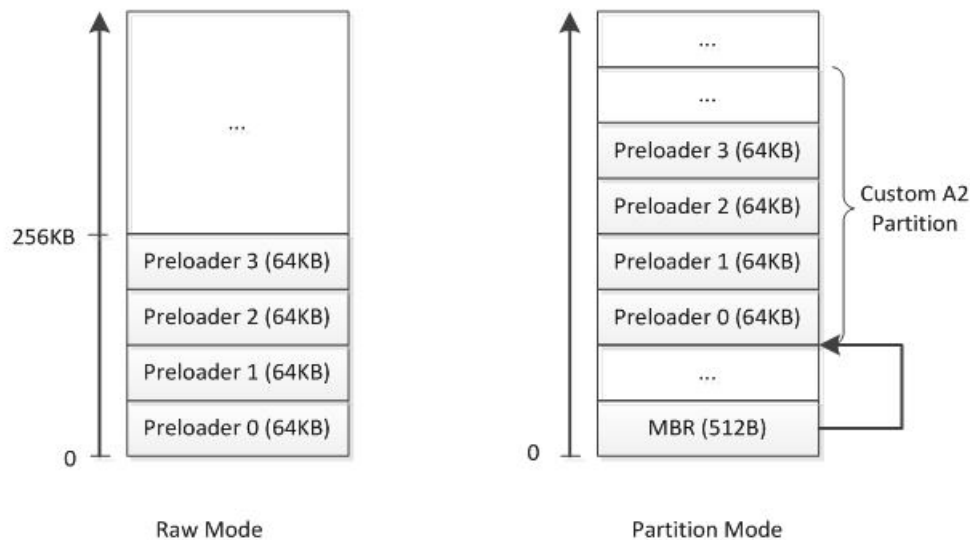 ...
256KB
Preloader 3 (64KB)
Preloader 2 (64KB)
Preloader 1 (64KB)
Preloader 0 (64KB)
0
Raw Mode
...
...
Preloader 3 (64KB)
Preloader 2 (64KB)
Preloader 1 (64KB)
Preloader 0 (64KB)
...
MBR (512B)
0
Custom A2
Partition
Partition Mode